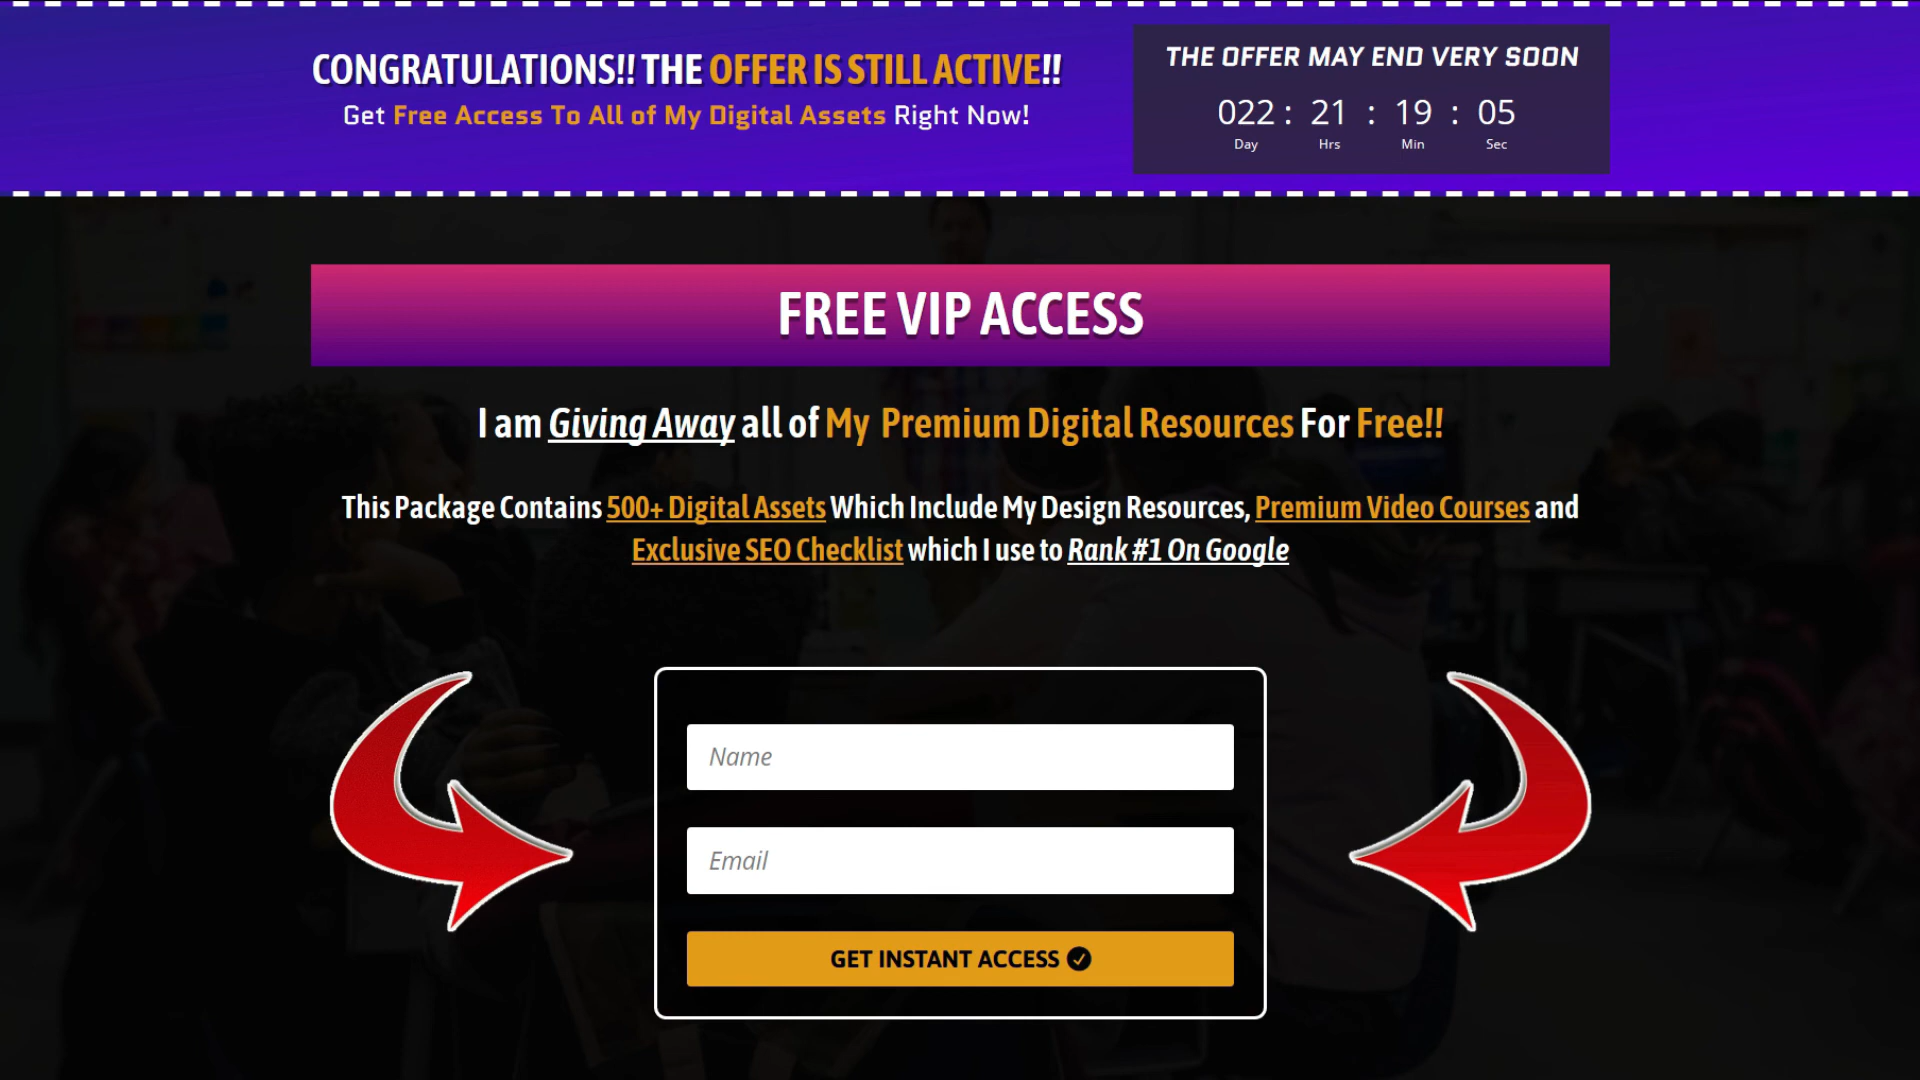 CONGRATULATIONS!! THE OFFER IS STILL ACTIVE!!
Get Free Access To All of My Digital Assets Right Now!
THE OFFER MAY END VERY SOON
022 : 21 : 19 : 05
Day Hrs Min Sec
FREE VIP ACCESS
I am Giving Away all of My Premium Digital Resources For Free!!
This Package Contains 500+ Digital Assets Which Include My Design Resources, Premium Video Courses and
Exclusive SEO Checklist which I use to Rank #1 On Google
Name
Email
GET INSTANT ACCESS